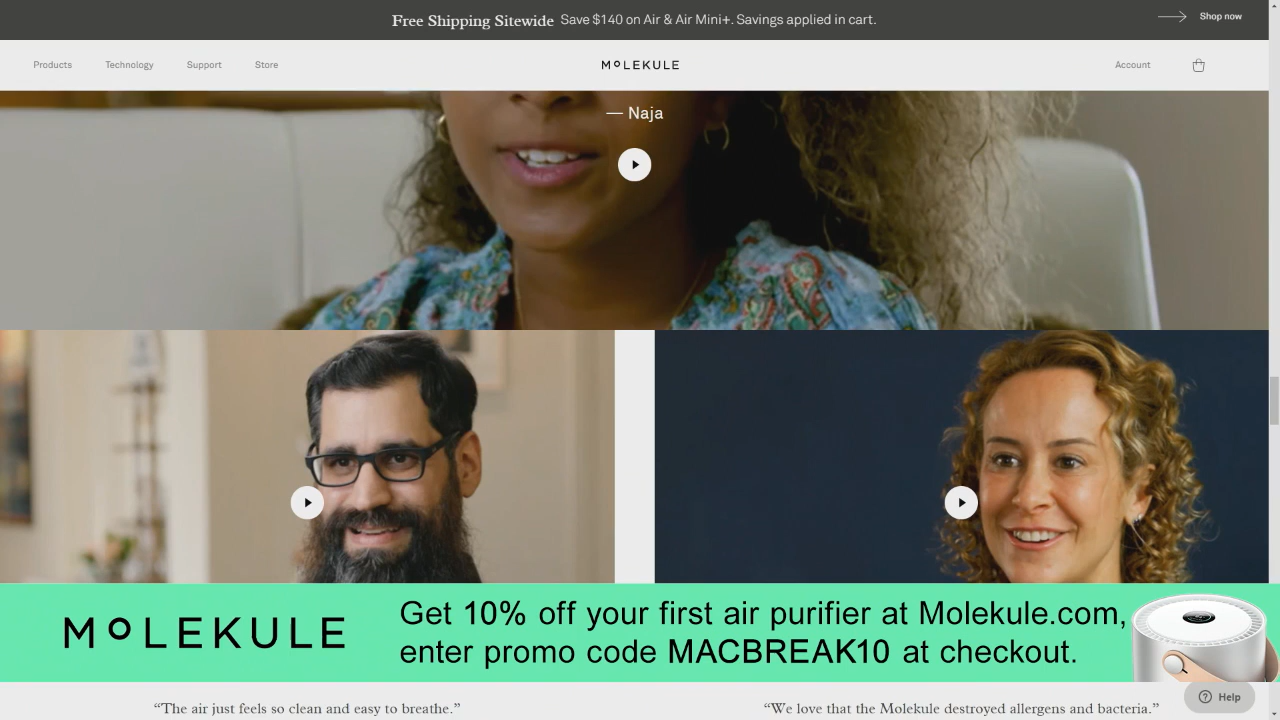 Free Shipping Sitewide Save $140 on Air & Air Mini+. Savings applied in cart. Shop now
Products Technology Support Store MOLEKULE Account
— Naja
MOLEKULE
Get 10% off your first air purifier at Molekule.com,
enter promo code MACBREAK10 at checkout.
“The air just feels so clean and easy to breathe.”
“We love that the Molekule destroyed allergens and bacteria.”
Help